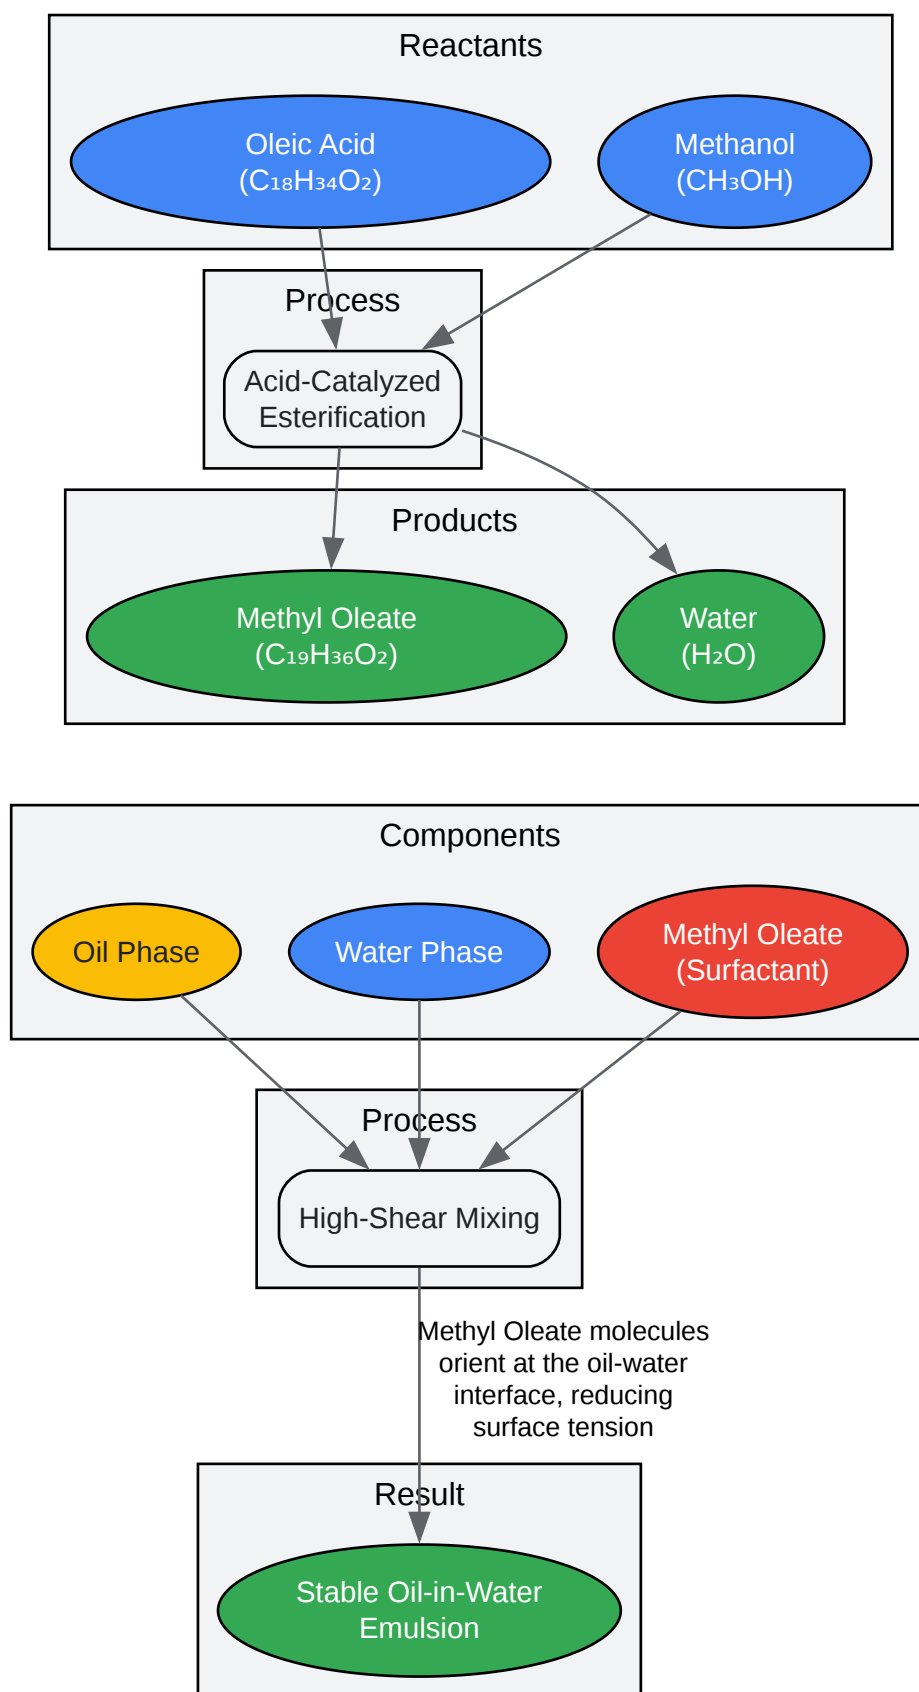 Reactants
Oleic Acid
(C₁₈H₃₄O₂)
Methanol
(CH₃OH)
Process
Acid-Catalyzed
Esterification
Products
Methyl Oleate
(C₁₉H₃₆O₂)
Water
(H₂O)
Components
Oil Phase
Water Phase
Methyl Oleate
(Surfactant)
Process
High-Shear Mixing
Methyl Oleate molecules
orient at the oil-water
interface, reducing
surface tension
Result
Stable Oil-in-Water
Emulsion